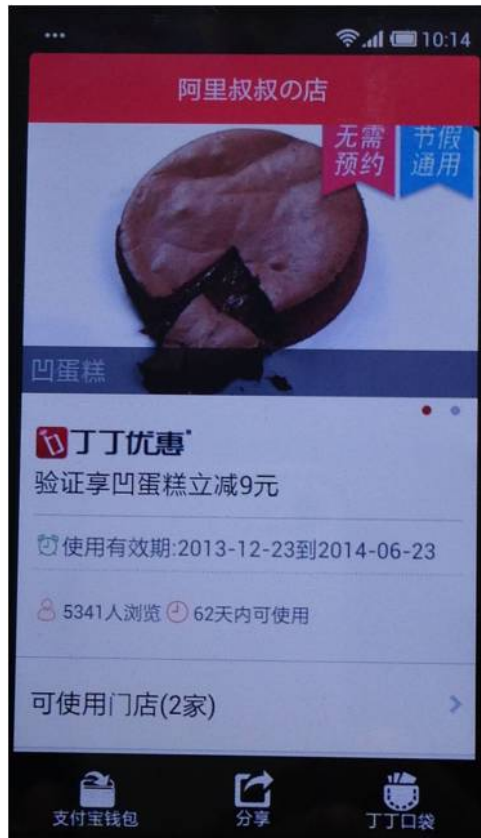 10:14
阿里叔叔の店
无需
预约
节假
通用
凹蛋糕
丁丁优惠
验证享凹蛋糕立减9元
使用有效期:2013-12-23到2014-06-23
5341人浏览 62天内可使用
可使用门店(2家)
支付宝钱包
分享
丁丁口袋